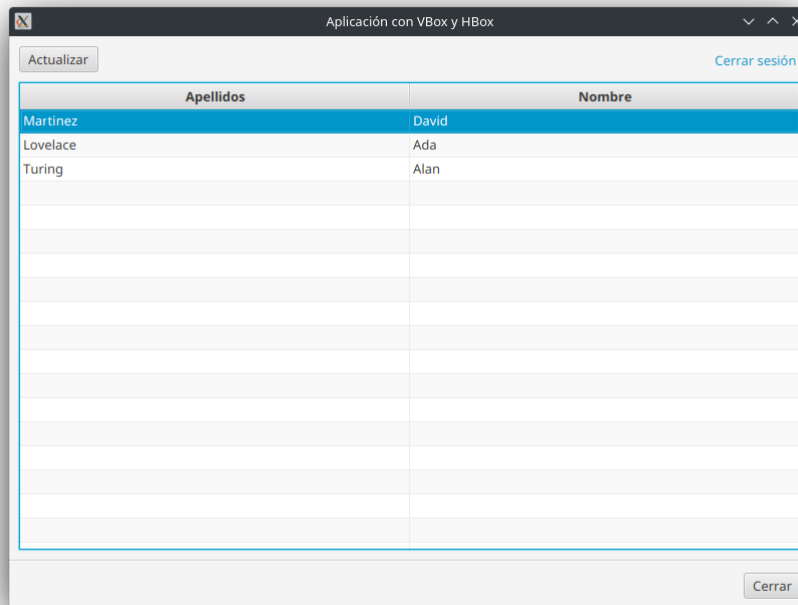 Aplicación con VBox y HBox
Actualizar Cerrar sesión
Apellidos Nombre
Martinez David
Lovelace Ada
Turing Alan
Cerrar